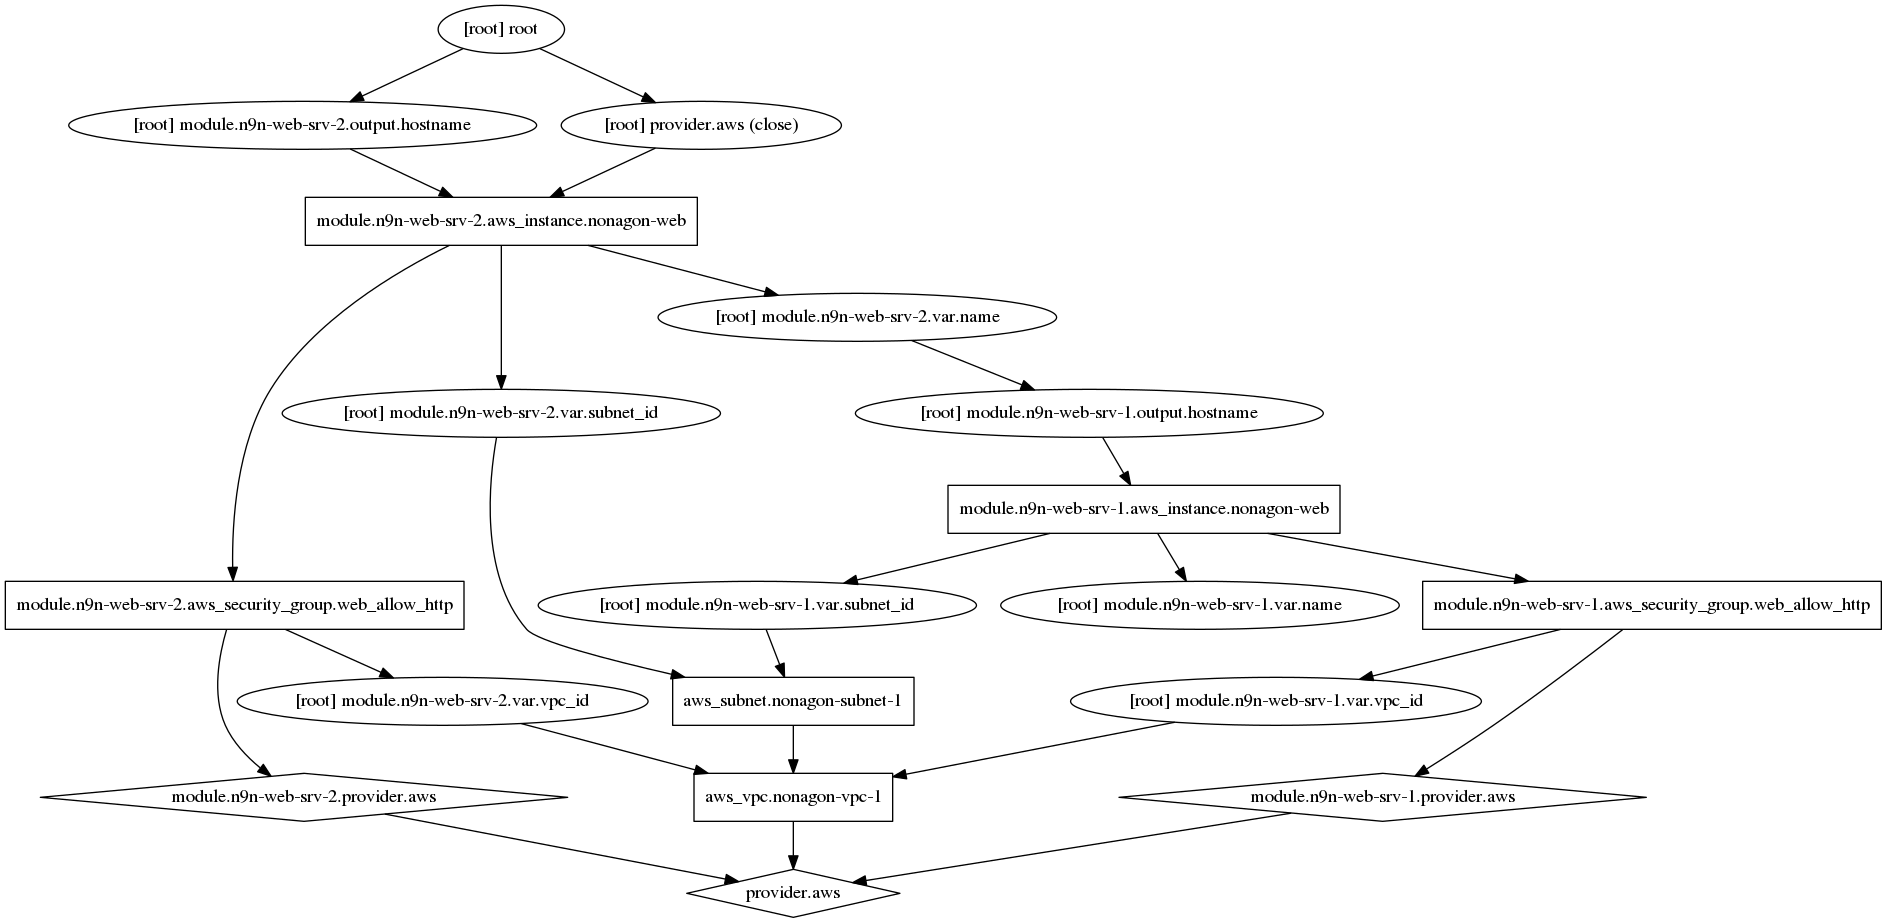 [root] root
[root] module.n9n-web-srv-2.output.hostname
[root] provider.aws (close)
module.n9n-web-srv-2.aws_instance.nonagon-web
[root] module.n9n-web-srv-2.var.name
[root] module.n9n-web-srv-2.var.subnet_id
[root] module.n9n-web-srv-1.output.hostname
module.n9n-web-srv-1.aws_instance.nonagon-web
module.n9n-web-srv-2.aws_security_group.web_allow_http
[root] module.n9n-web-srv-1.var.subnet_id
[root] module.n9n-web-srv-1.var.name
module.n9n-web-srv-1.aws_security_group.web_allow_http
[root] module.n9n-web-srv-2.var.vpc_id
aws_subnet.nonagon-subnet-1
[root] module.n9n-web-srv-1.var.vpc_id
module.n9n-web-srv-2.provider.aws
aws_vpc.nonagon-vpc-1
module.n9n-web-srv-1.provider.aws
provider.aws